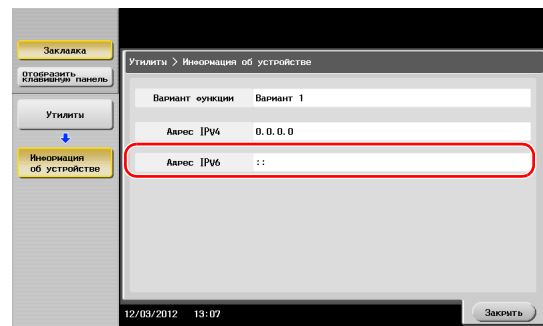 Закладка
Отобразить
клавишную панель
Утилиты
Информация
об устройстве
Утилиты > Информация об устройстве
Вариант функции Вариант 1
Адрес IPv4 0.0.0.0
Адрес IPv6 ::
12/03/2012 13:07
Закрыть